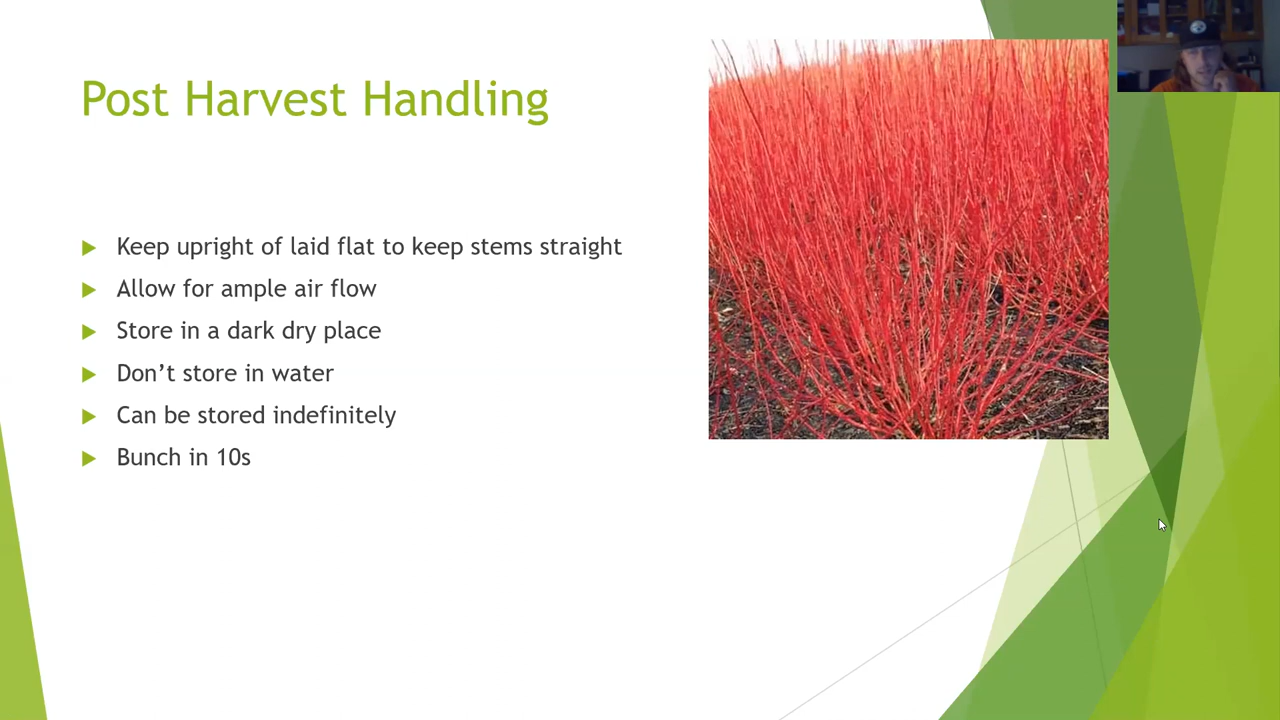 Post Harvest Handling
Keep upright of laid flat to keep stems straight
Allow for ample air flow
Store in a dark dry place
Don't store in water
Can be stored indefinitely
Bunch in 10s